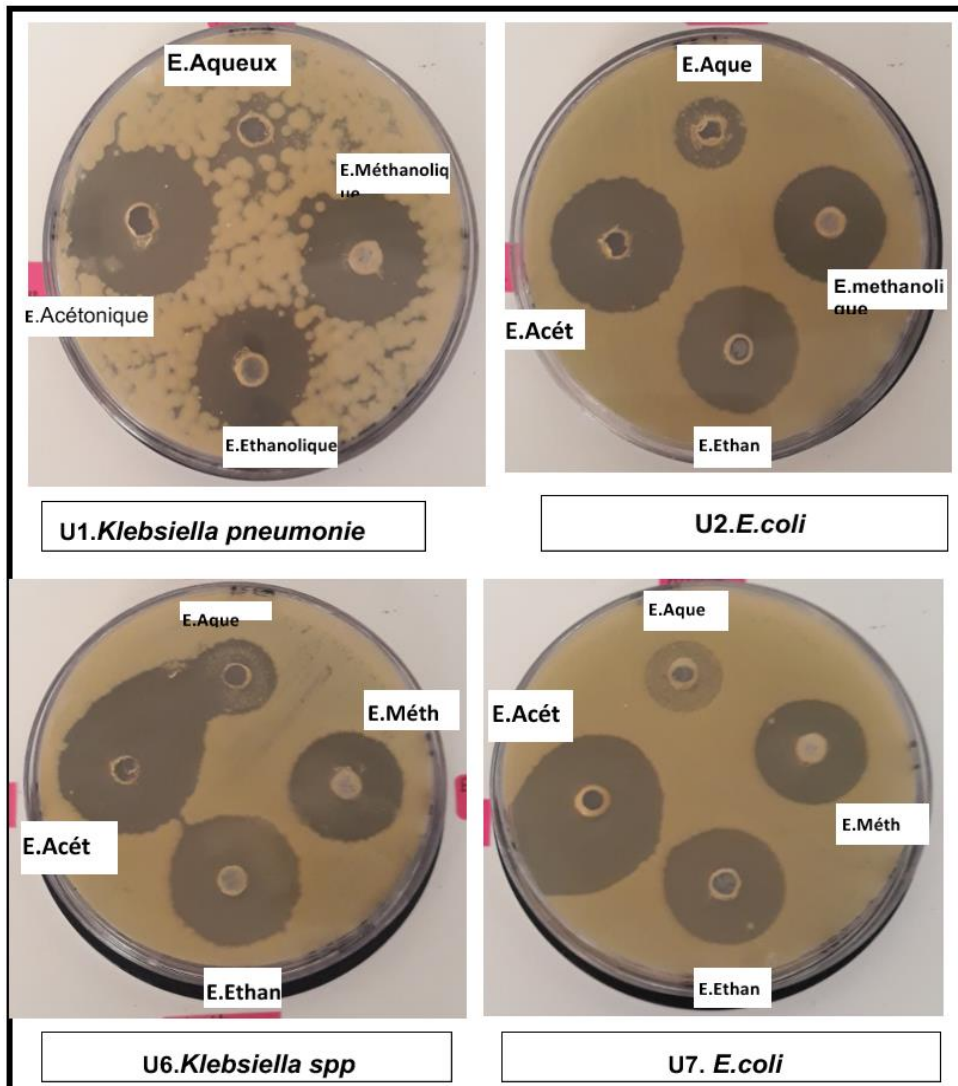 E.Aqueux
E.Méthanoliq
ue
E.Acétonique
E.Ethanolique
U1.Klebsiella pneumonie
E.Aque
E.methanoli
que
E.Acét
E.Ethan
U2.E.coli
E.Aque
E.Méth
E.Acét
E.Ethan
U6.Klebsiella spp
E.Aque
E.Acét
E.Méth
E.Ethan
U7. E.coli